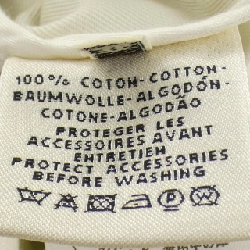 100% COTON-COTTON-
BAUMWOLLE-ALGODÓN-
COTONE-ALGODÃO
PROTEGER LES
ACCESSOIRES AVANT
ENTRETIEN
PROTECT ACCESSORIES
BEFORE WASHING
P